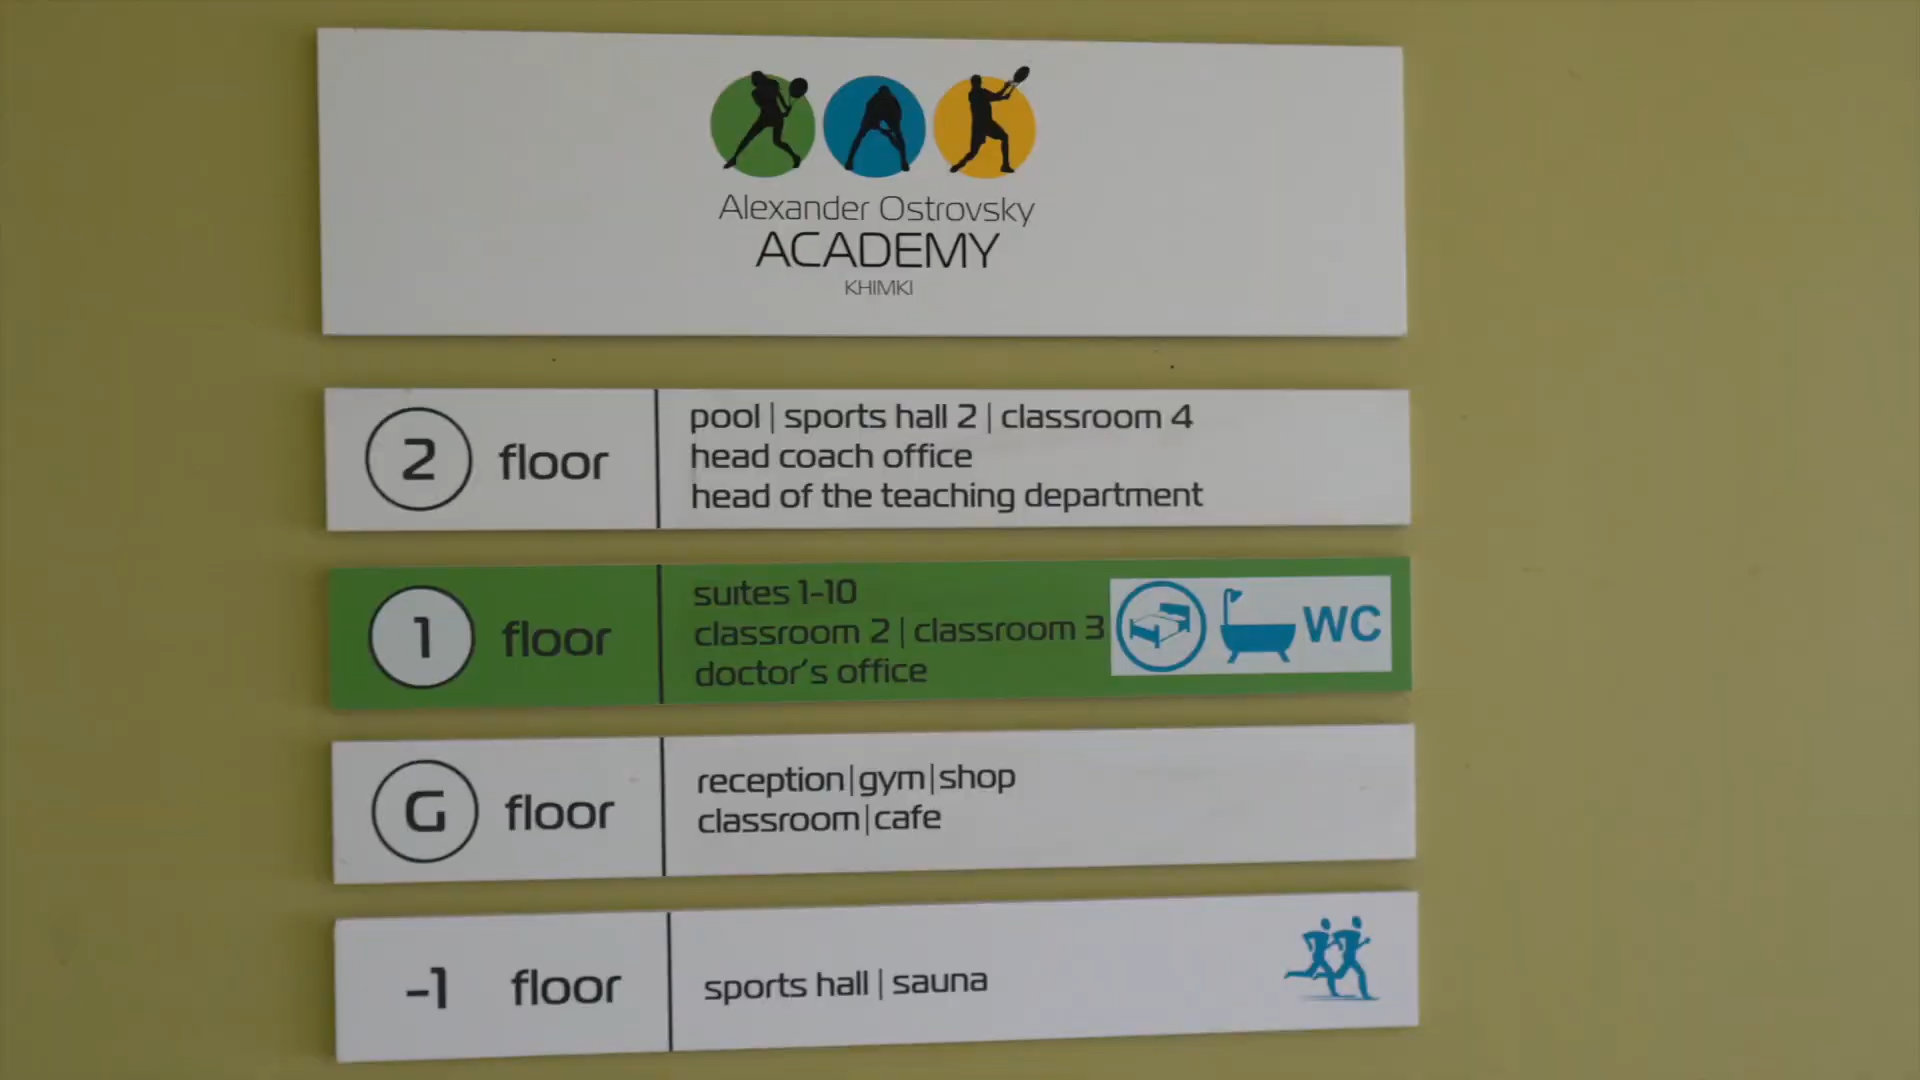 Alexander Ostrovsky
ACADEMY
KHIMKI
2 floor
pool | sports hall 2 | classroom 4
head coach office
head of the teaching department
1 floor
suites 1-10
classroom 2 | classroom 3
doctor's office
WC
G floor
reception|gym|shop
classroom|cafe
-1 floor
sports hall | sauna